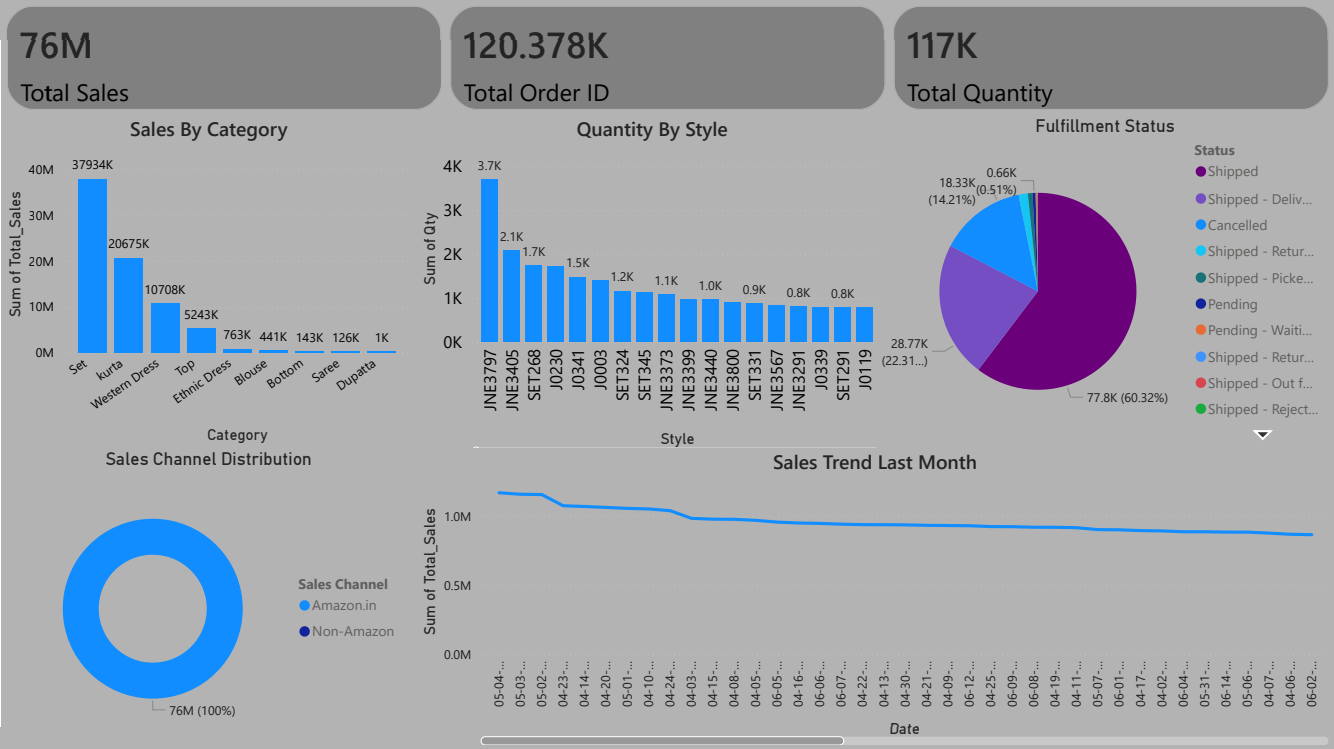 76M
Total Sales
120.378K
Total Order ID
117K
Total Quantity
Sales By Category
Sum of Total_Sales
40M
30M
20M
10M
0M
37934K
20675K
10708K
5243K
763K
441K
143K
126K
1K
Set
kurta
Western Dress
Top
Ethnic Dress
Blouse
Bottom
Saree
Dupatta
Category
Quantity By Style
Sum of Qty
4K
3K
2K
1K
0K
3.7K
2.1K
1.7K
1.5K
1.2K
1.1K
1.0K
0.9K
0.8K
0.8K
JNE3797
JNE3405
SET268
J0230
J0341
J0003
SET324
SET345
JNE3373
JNE3399
JNE3440
JNE3800
SET331
JNE3567
JNE3291
J0339
SET291
J0119
Style
Fulfillment Status
18.33K
(14.21%)
0.66K
(0.51%)
28.77K
(22.31...)
77.8K (60.32%)
Status
Shipped
Shipped - Deliv...
Cancelled
Shipped - Retur...
Shipped - Picke...
Pending
Pending - Waiti...
Shipped - Retur...
Shipped - Out f...
Shipped - Reject...
Sales Channel Distribution
76M (100%)
Sales Channel
Amazon.in
Non-Amazon
Sales Trend Last Month
Sum of Total_Sales
1.0M
0.5M
0.0M
05-04-...
05-03-...
05-02-...
04-23-...
04-14-...
04-20-...
05-01-...
04-10-...
04-24-...
04-03-...
04-15-...
04-08-...
04-05-...
06-05-...
04-16-...
06-06-...
06-07-...
04-22-...
04-13-...
04-30-...
04-21-...
04-09-...
06-12-...
04-25-...
06-09-...
06-08-...
04-19-...
04-11-...
05-07-...
06-01-...
04-17-...
04-02-...
06-04-...
05-31-...
06-14-...
05-06-...
04-07-...
04-06-...
06-02-...
Date